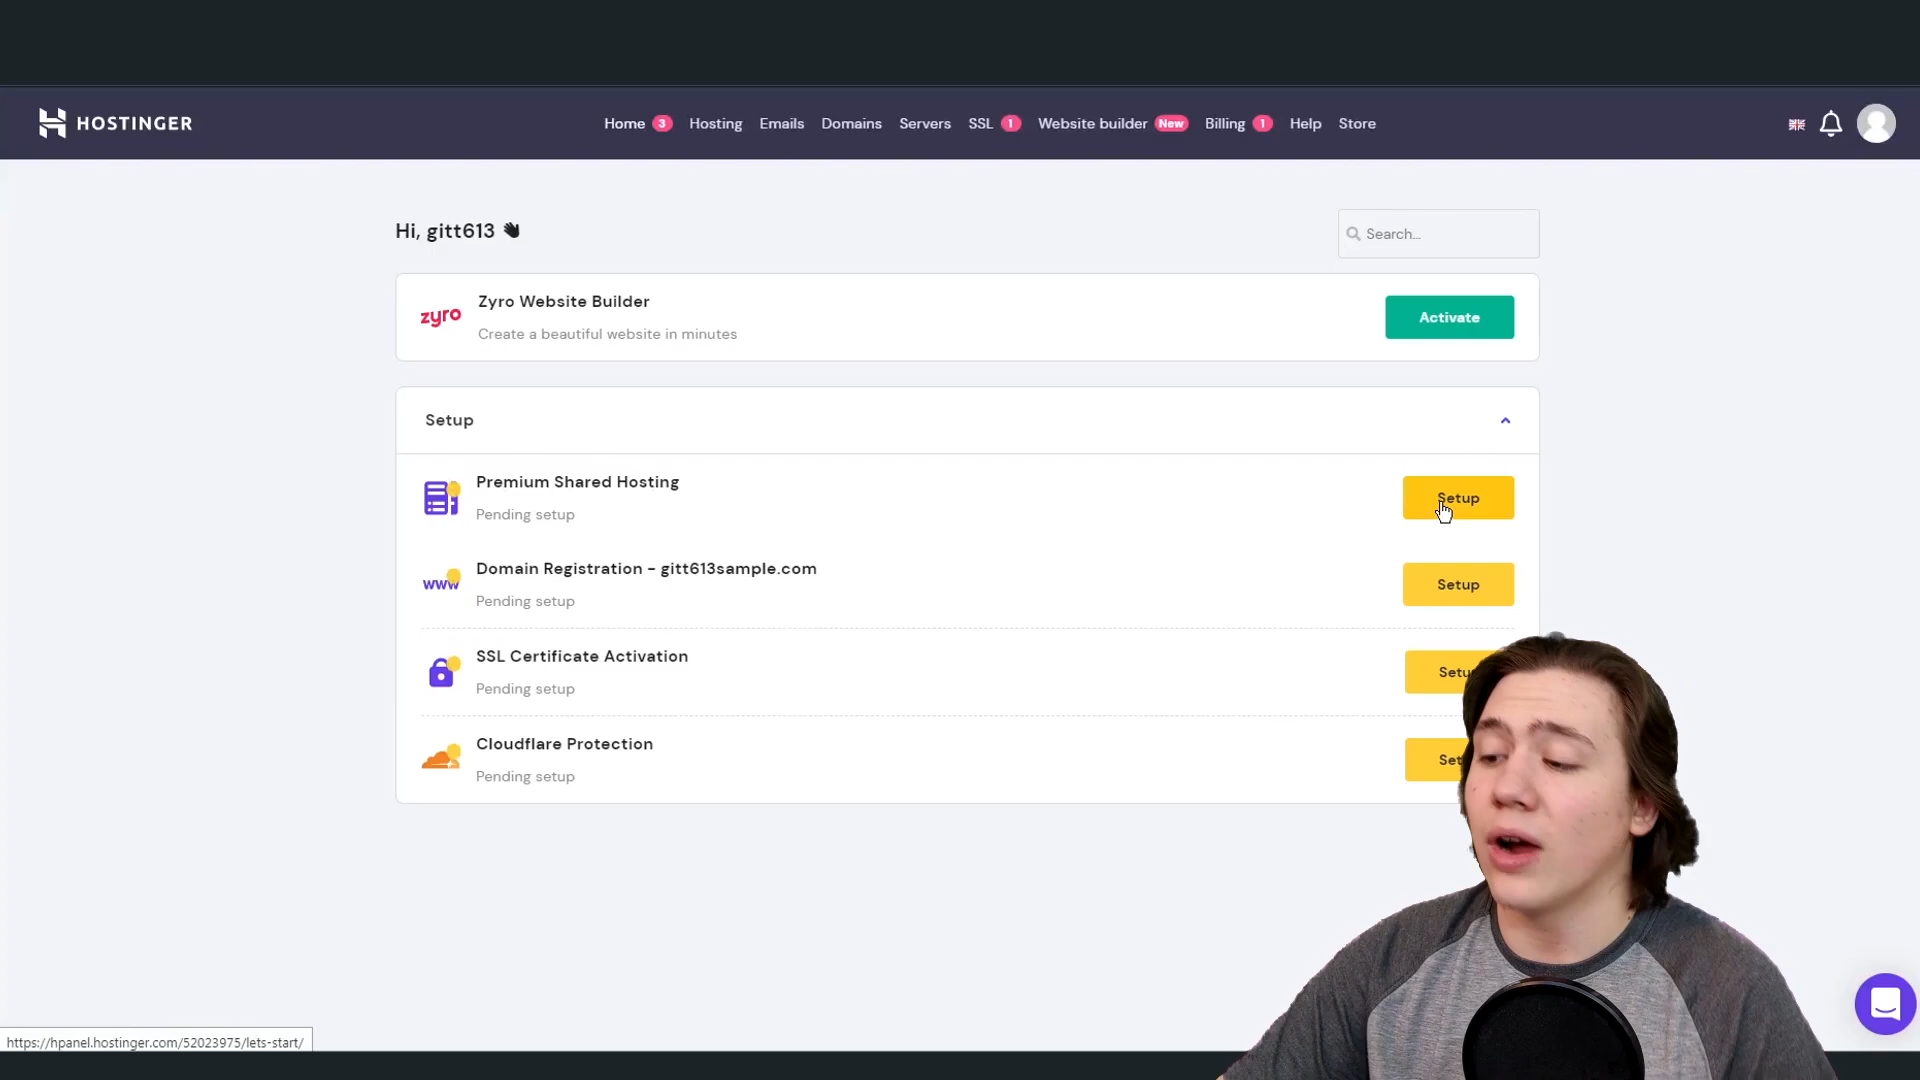 HOSTINGER
Home 3 Hosting Emails Domains Servers SSL 1 Website builder New Billing 1 Help Store
Hi, gitt613
Search...
zyro
Zyro Website Builder
Create a beautiful website in minutes
Activate
Setup
Premium Shared Hosting
Pending setup
Setup
www
Domain Registration - gitt613sample.com
Pending setup
Setup
SSL Certificate Activation
Pending setup
Setu
Cloudflare Protection
Pending setup
Set
https://hpanel.hostinger.com/52023975/lets-start/